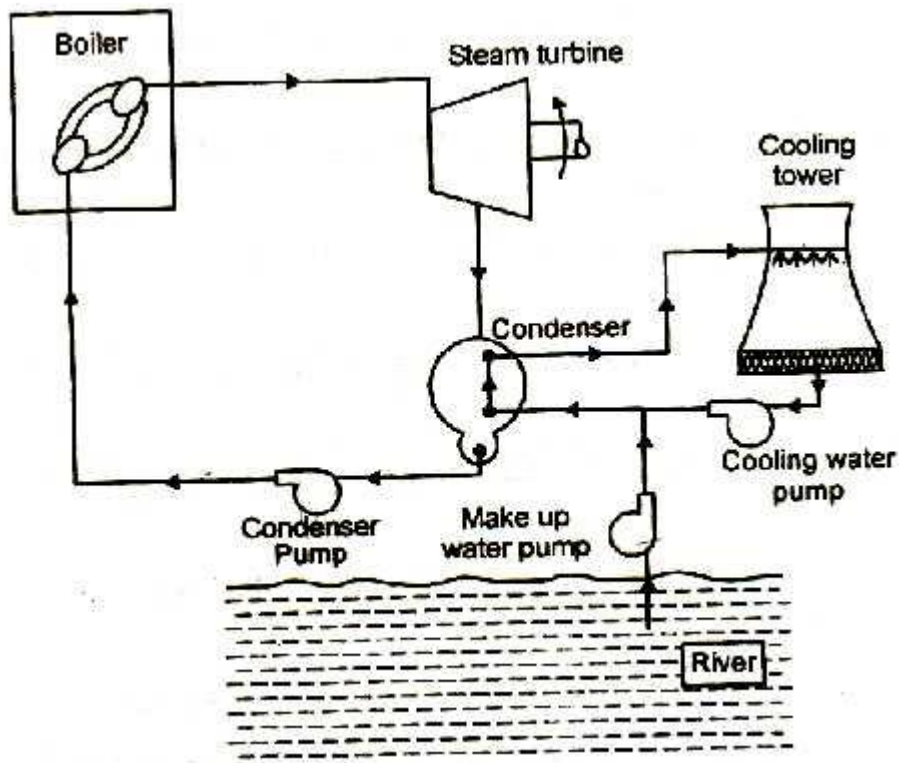 Boiler
Steam turbine
Cooling
tower
Condenser
Cooling water
pump
Condenser
Pump
Make up
water pump
River